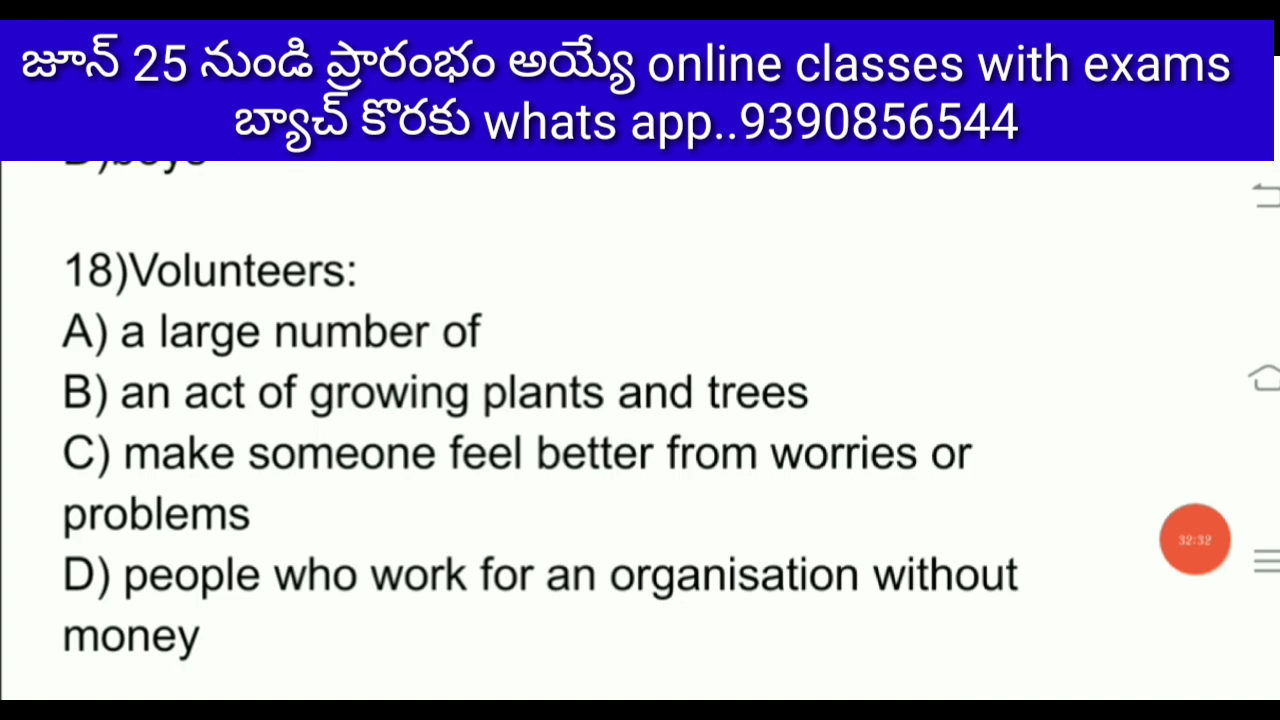 జూన్ 25 నుండి ప్రారంభం అయ్యే online classes with exams
బ్యాచ్ కొరకు whats app..9390856544
18)Volunteers:
A) a large number of
B) an act of growing plants and trees
C) make someone feel better from worries or
problems
D) people who work for an organisation without
money
32:32